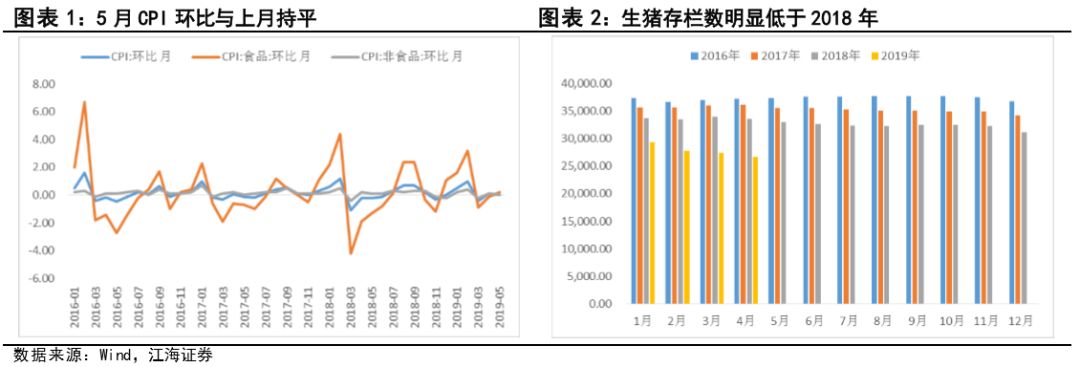 图表 1：5 月 CPI 环比与上月持平
CPI:环比 月 CPI:食品:环比 月 CPI:非食品:环比 月
8.00
6.00
4.00
2.00
0.00
-2.00
-4.00
-6.00
2016-01 2016-03 2016-05 2016-07 2016-09 2016-11 2017-01 2017-03 2017-05 2017-07 2017-09 2017-11 2018-01 2018-03 2018-05 2018-07 2018-09 2018-11 2019-01 2019-03 2019-05
图表 2：生猪存栏数明显低于 2018 年
2016年 2017年 2018年 2019年
40,000.00
35,000.00
30,000.00
25,000.00
20,000.00
15,000.00
10,000.00
5,000.00
0.00
1月 2月 3月 4月 5月 6月 7月 8月 9月 10月 11月 12月
数据来源：Wind，江海证券